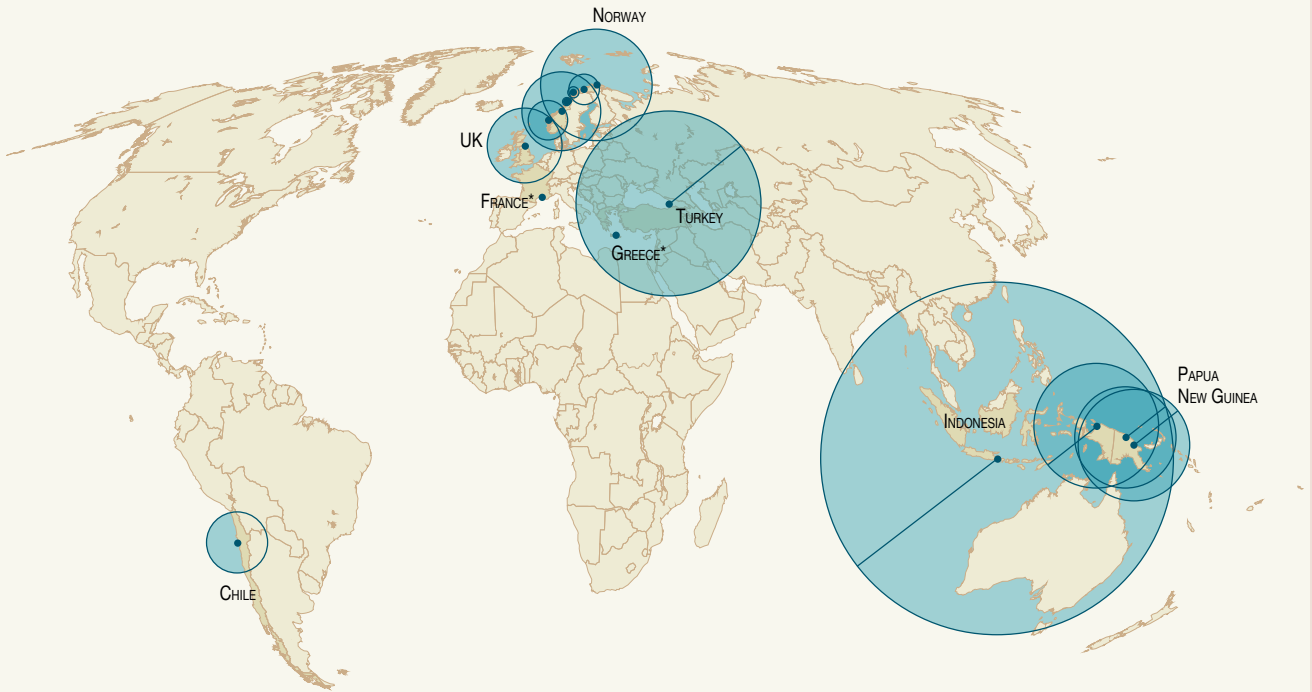 Norway
UK
France*
Turkey
Greece*
Papua
New Guinea
Indonesia
Chile